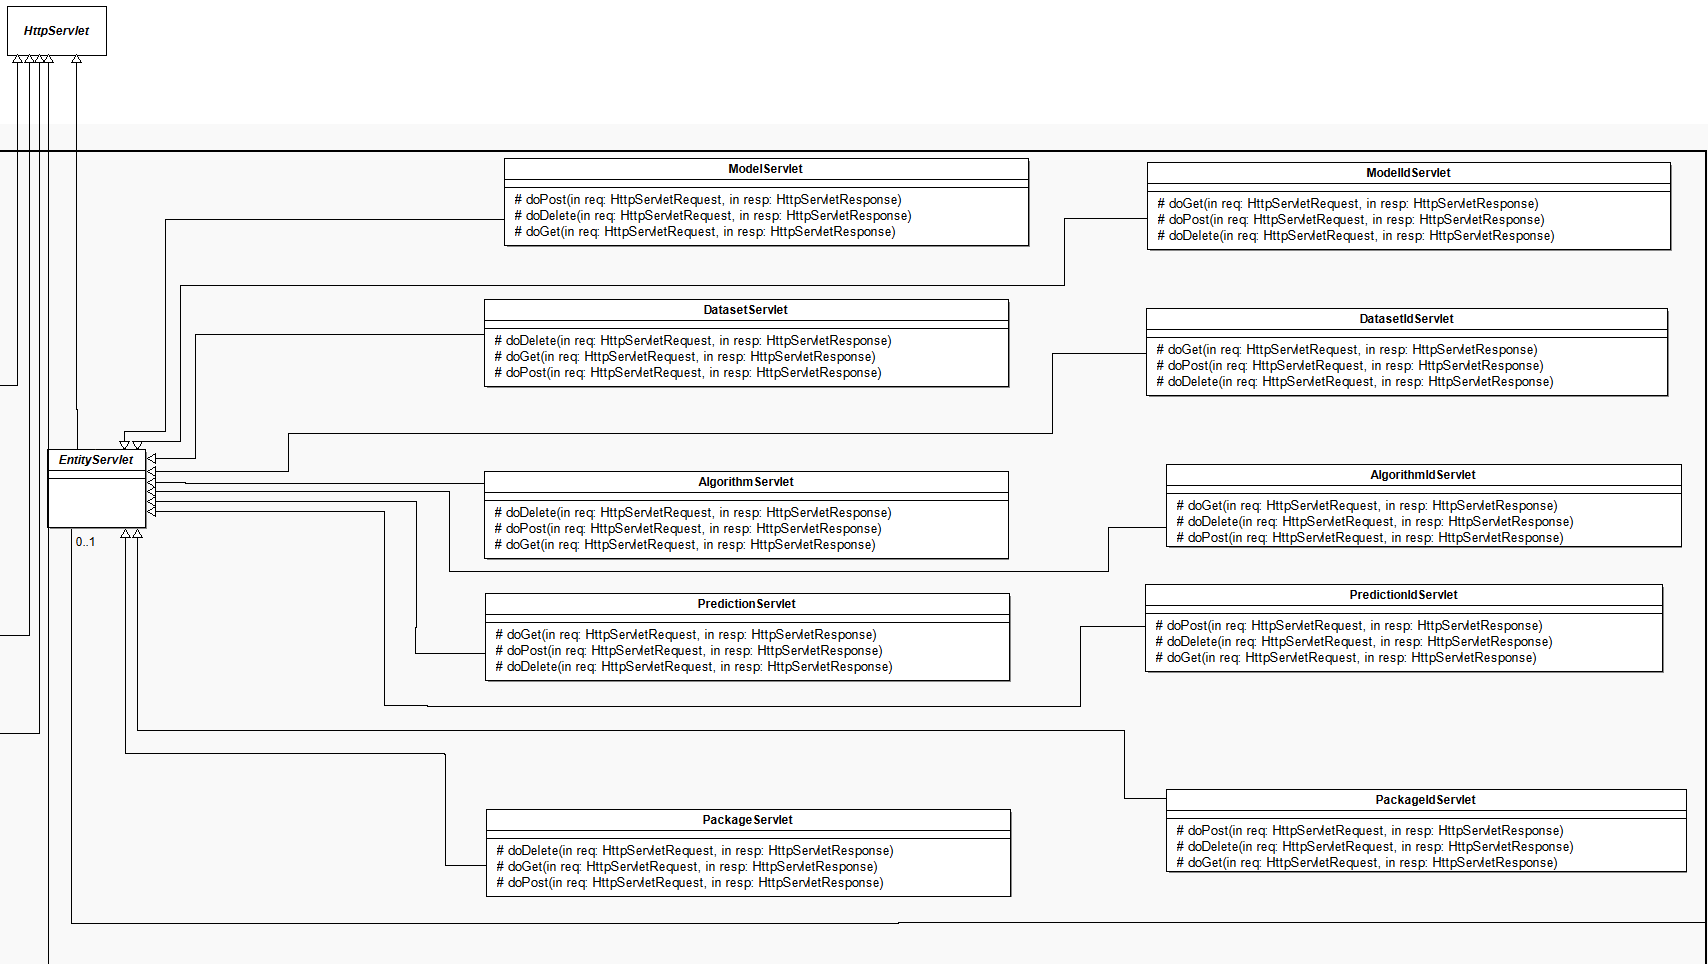 HttpServlet
ModelServlet
# doPost(in req: HttpServletRequest, in resp: HttpServletResponse)
# doDelete(in req: HttpServletRequest, in resp: HttpServletResponse)
# doGet(in req: HttpServletRequest, in resp: HttpServletResponse)
ModelIdServlet
# doGet(in req: HttpServletRequest, in resp: HttpServletResponse)
# doPost(in req: HttpServletRequest, in resp: HttpServletResponse)
# doDelete(in req: HttpServletRequest, in resp: HttpServletResponse)
DatasetServlet
# doDelete(in req: HttpServletRequest, in resp: HttpServletResponse)
# doGet(in req: HttpServletRequest, in resp: HttpServletResponse)
# doPost(in req: HttpServletRequest, in resp: HttpServletResponse)
DatasetIdServlet
# doGet(in req: HttpServletRequest, in resp: HttpServletResponse)
# doPost(in req: HttpServletRequest, in resp: HttpServletResponse)
# doDelete(in req: HttpServletRequest, in resp: HttpServletResponse)
EntityServlet
0..1
AlgorithmServlet
# doDelete(in req: HttpServletRequest, in resp: HttpServletResponse)
# doPost(in req: HttpServletRequest, in resp: HttpServletResponse)
# doGet(in req: HttpServletRequest, in resp: HttpServletResponse)
AlgorithmIdServlet
# doGet(in req: HttpServletRequest, in resp: HttpServletResponse)
# doDelete(in req: HttpServletRequest, in resp: HttpServletResponse)
# doPost(in req: HttpServletRequest, in resp: HttpServletResponse)
PredictionServlet
# doGet(in req: HttpServletRequest, in resp: HttpServletResponse)
# doPost(in req: HttpServletRequest, in resp: HttpServletResponse)
# doDelete(in req: HttpServletRequest, in resp: HttpServletResponse)
PredictionIdServlet
# doPost(in req: HttpServletRequest, in resp: HttpServletResponse)
# doDelete(in req: HttpServletRequest, in resp: HttpServletResponse)
# doGet(in req: HttpServletRequest, in resp: HttpServletResponse)
PackageServlet
# doDelete(in req: HttpServletRequest, in resp: HttpServletResponse)
# doGet(in req: HttpServletRequest, in resp: HttpServletResponse)
# doPost(in req: HttpServletRequest, in resp: HttpServletResponse)
PackageIdServlet
# doPost(in req: HttpServletRequest, in resp: HttpServletResponse)
# doDelete(in req: HttpServletRequest, in resp: HttpServletResponse)
# doGet(in req: HttpServletRequest, in resp: HttpServletResponse)